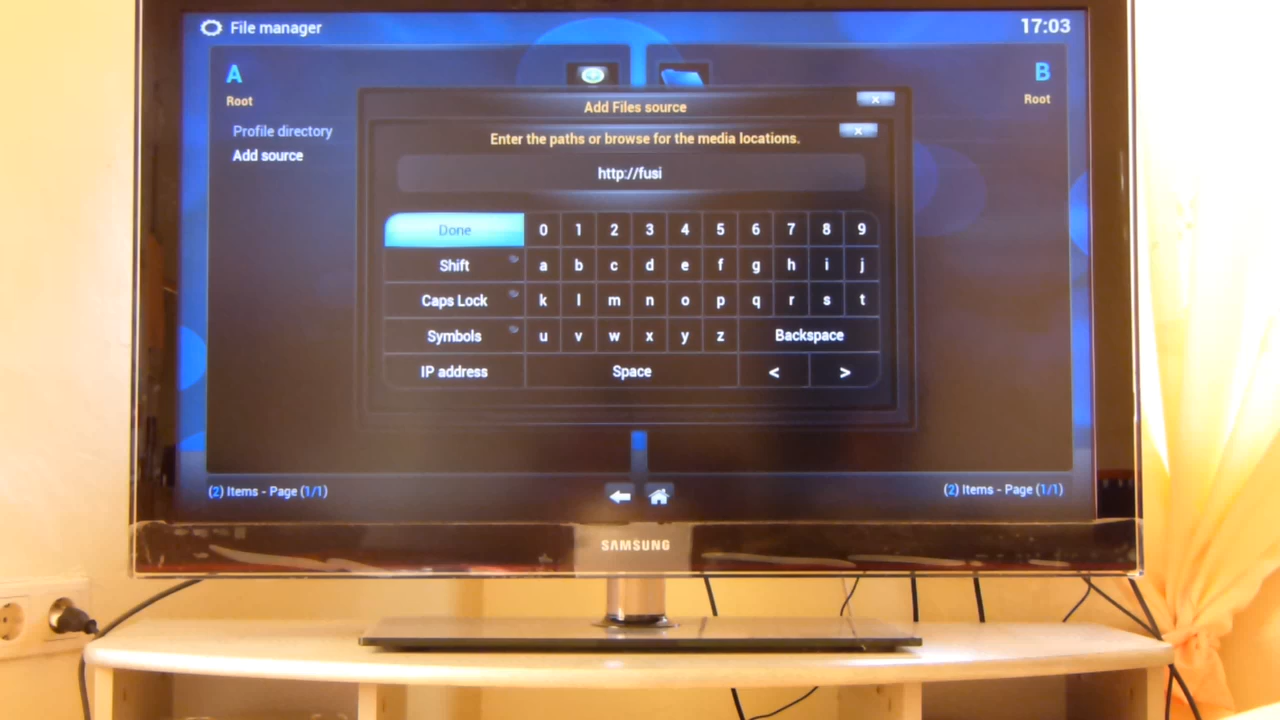 File manager 17:03
A B
Root Root
Profile directory
Add source
Add Files source
x
Enter the paths or browse for the media locations.
x
http://fusi
Done 0 1 2 3 4 5 6 7 8 9
Shift a b c d e f g h i j
Caps Lock k l m n o p q r s t
Symbols u v w x y z Backspace
IP address Space < >
(2) Items - Page (1/1) (2) Items - Page (1/1)
SAMSUNG